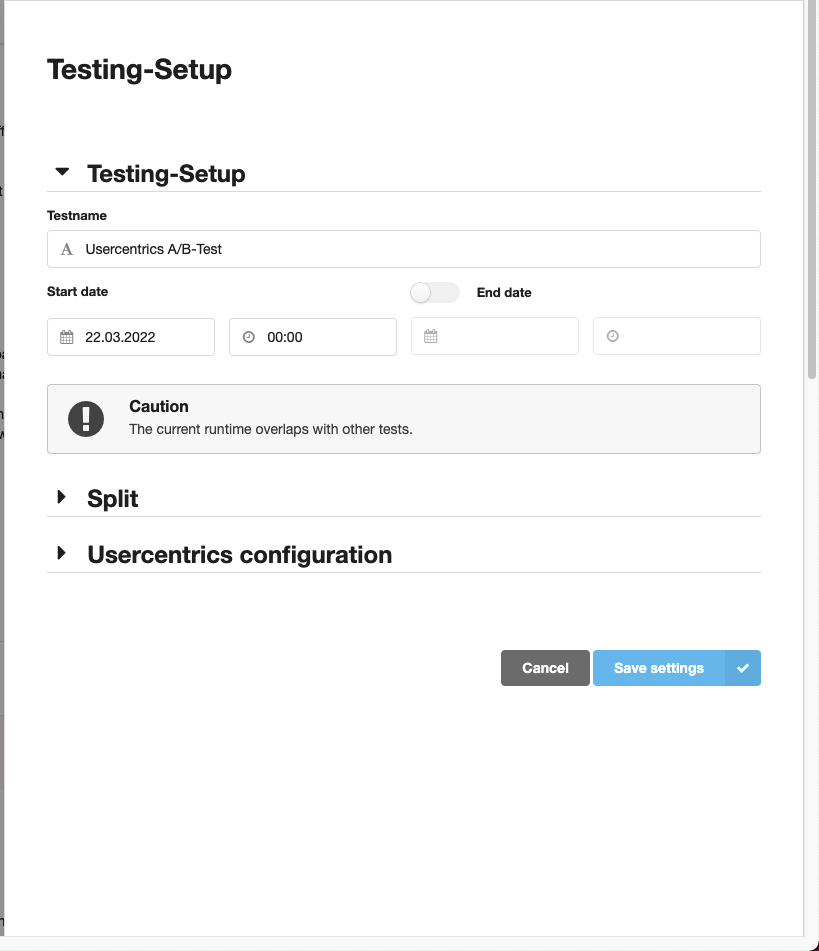 Testing-Setup
Testing-Setup
Testname
Usercentrics A/B-Test
Start date
End date
22.03.2022
00:00
Caution
The current runtime overlaps with other tests.
Split
Usercentrics configuration
Cancel
Save settings